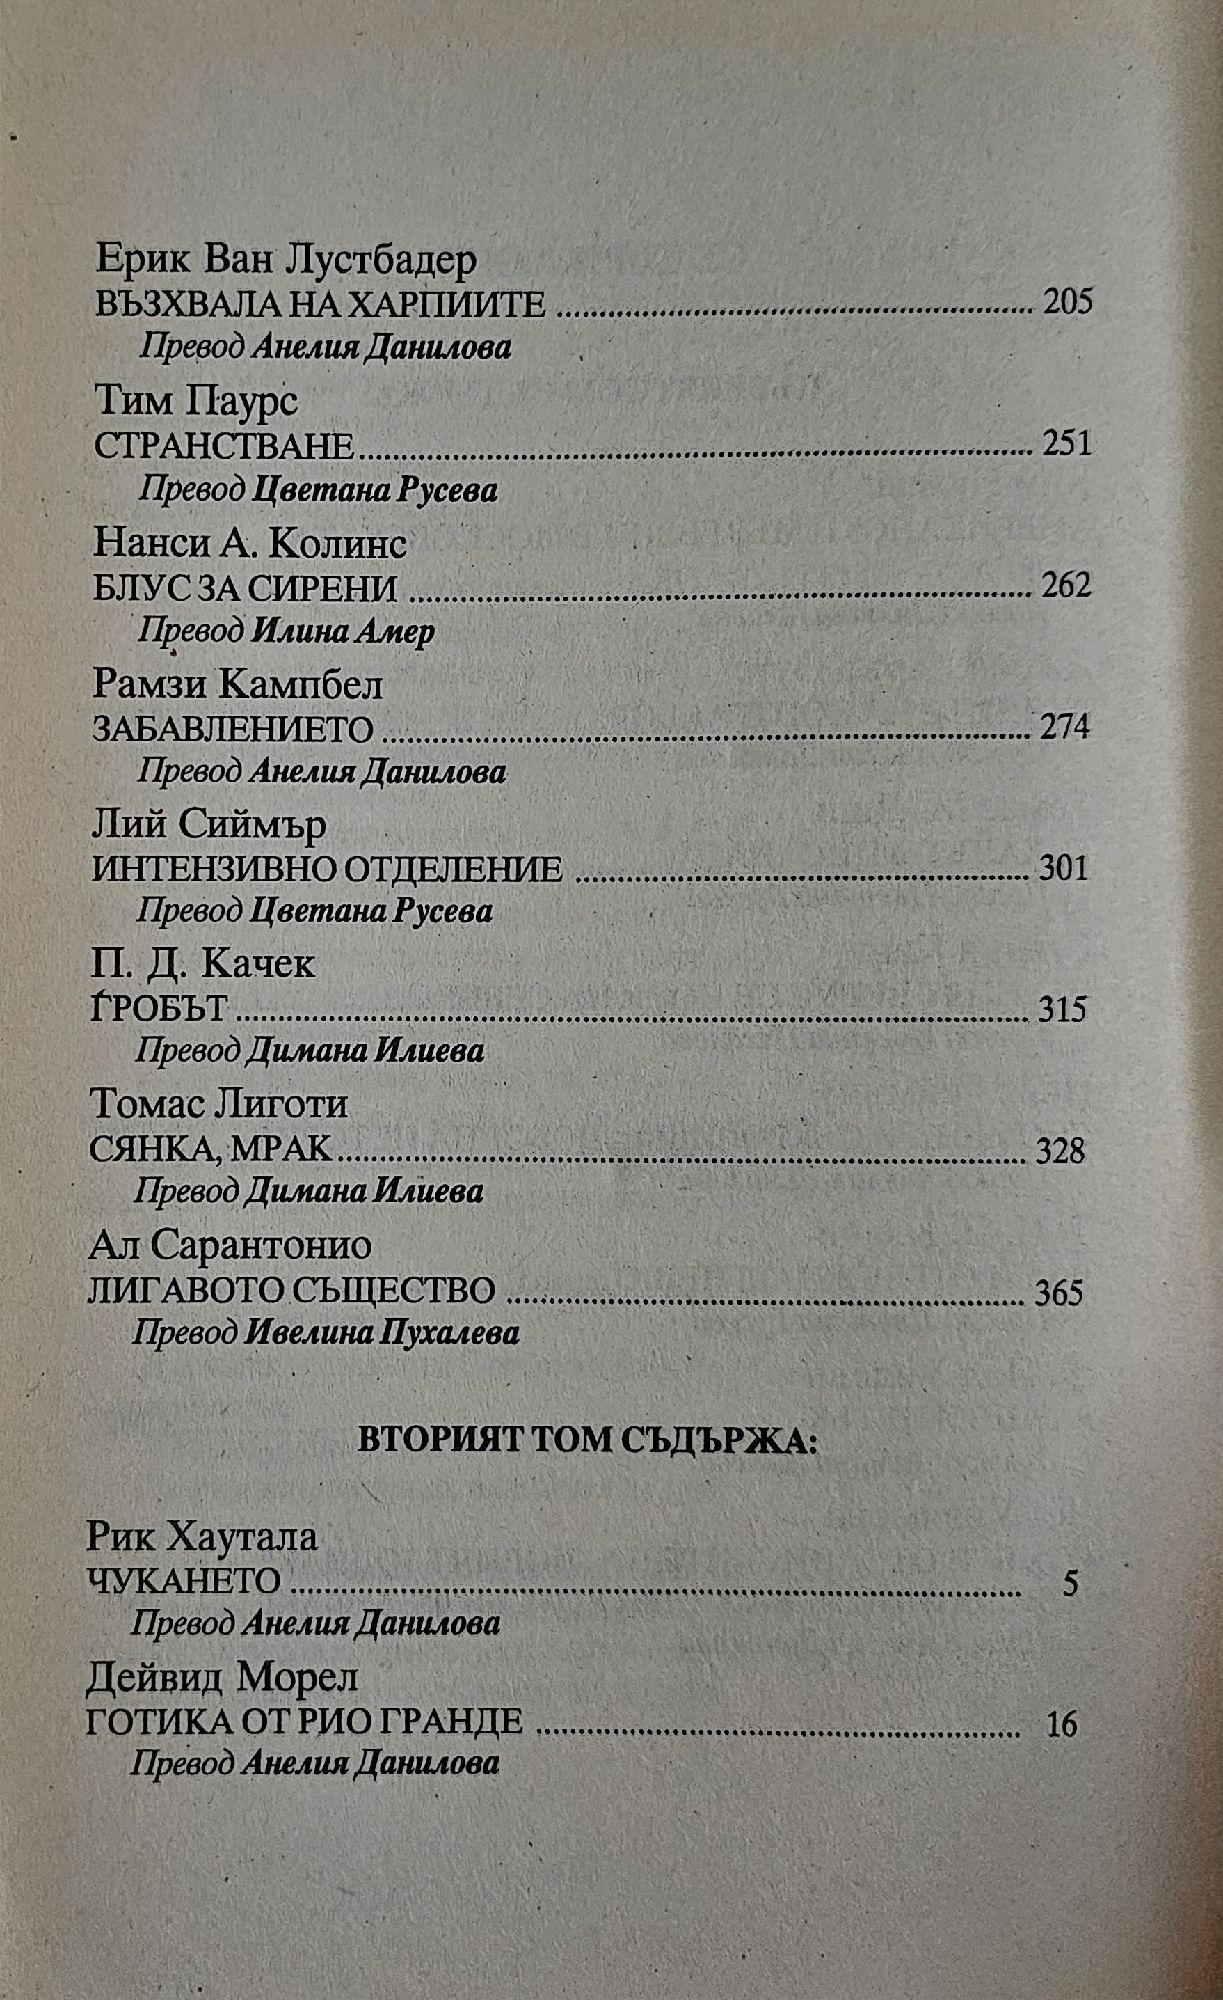 Ерик Ван Лустбадер
ВЪЗХВАЛА НА ХАРПИИТЕ ........................ 205
Превод Анелия Данилова
Тим Паурс
СТРАНСТВАНЕ ........................ 251
Превод Цветана Русева
Нанси А. Колинс
БЛУС ЗА СИРЕНИ ........................ 262
Превод Илина Амер
Рамзи Кампбел
ЗАБАВЛЕНИЕТО ........................ 274
Превод Анелия Данилова
Лий Сиймър
ИНТЕНЗИВНО ОТДЕЛЕНИЕ ........................ 301
Превод Цветана Русева
П. Д. Качек
ГРОБЪТ ........................ 315
Превод Димана Илиева
Томас Лиготи
СЯНКА, МРАК ........................ 328
Превод Димана Илиева
Ал Сарантонио
ЛИГАВОТО СЪЩЕСТВО ........................ 365
Превод Ивелина Пухалева
ВТОРИЯТ ТОМ СЪДЪРЖА:
Рик Хаутала
ЧУКАНЕТО ........................ 5
Превод Анелия Данилова
Дейвид Морел
ГОТИКА ОТ РИО ГРАНДЕ ........................ 16
Превод Анелия Данилова